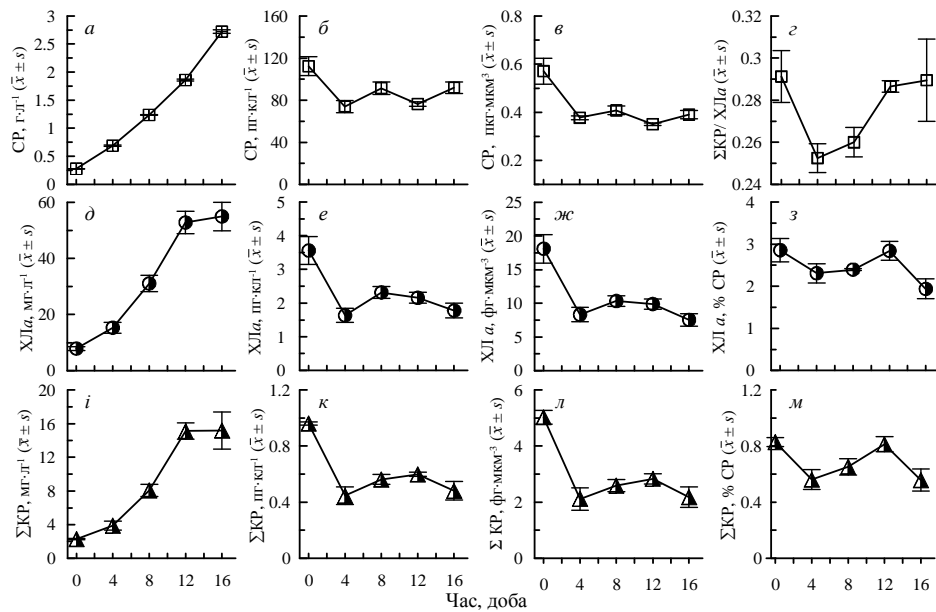 а
СР, г·л⁻¹ (x̄ ± s)
3
2.5
2
1.5
1
0.5
0
б
СР, пг·кл⁻¹ (x̄ ± s)
160
120
80
40
0
в
СР, пкг·мкм³ (x̄ ± s)
0.8
0.6
0.4
0.2
г
ΣКР/ ХЛа (x̄ ± s)
0.32
0.3
0.28
0.26
0.24
д
ХЛа, мг·л⁻¹ (x̄ ± s)
60
40
20
0
е
ХЛа, пг·кл⁻¹ (x̄ ± s)
5
4
3
2
1
0
ж
ХЛ а, фг·мкм⁻³ (x̄ ± s)
25
20
15
10
5
0
з
ХЛ а, % СР (x̄ ± s)
4
3
2
1
0
і
ΣКР, мг·л⁻¹ (x̄ ± s)
20
16
12
8
4
0
к
ΣКР, пг·кл⁻¹ (x̄ ± s)
1.2
0.8
0.4
0
л
Σ КР, фг·мкм⁻³ (x̄ ± s)
6
4
2
0
м
ΣКР, % СР (x̄ ± s)
1.2
0.8
0.4
0
0 4 8 12 16
0 4 8 12 16
0 4 8 12 16
0 4 8 12 16
Час, доба